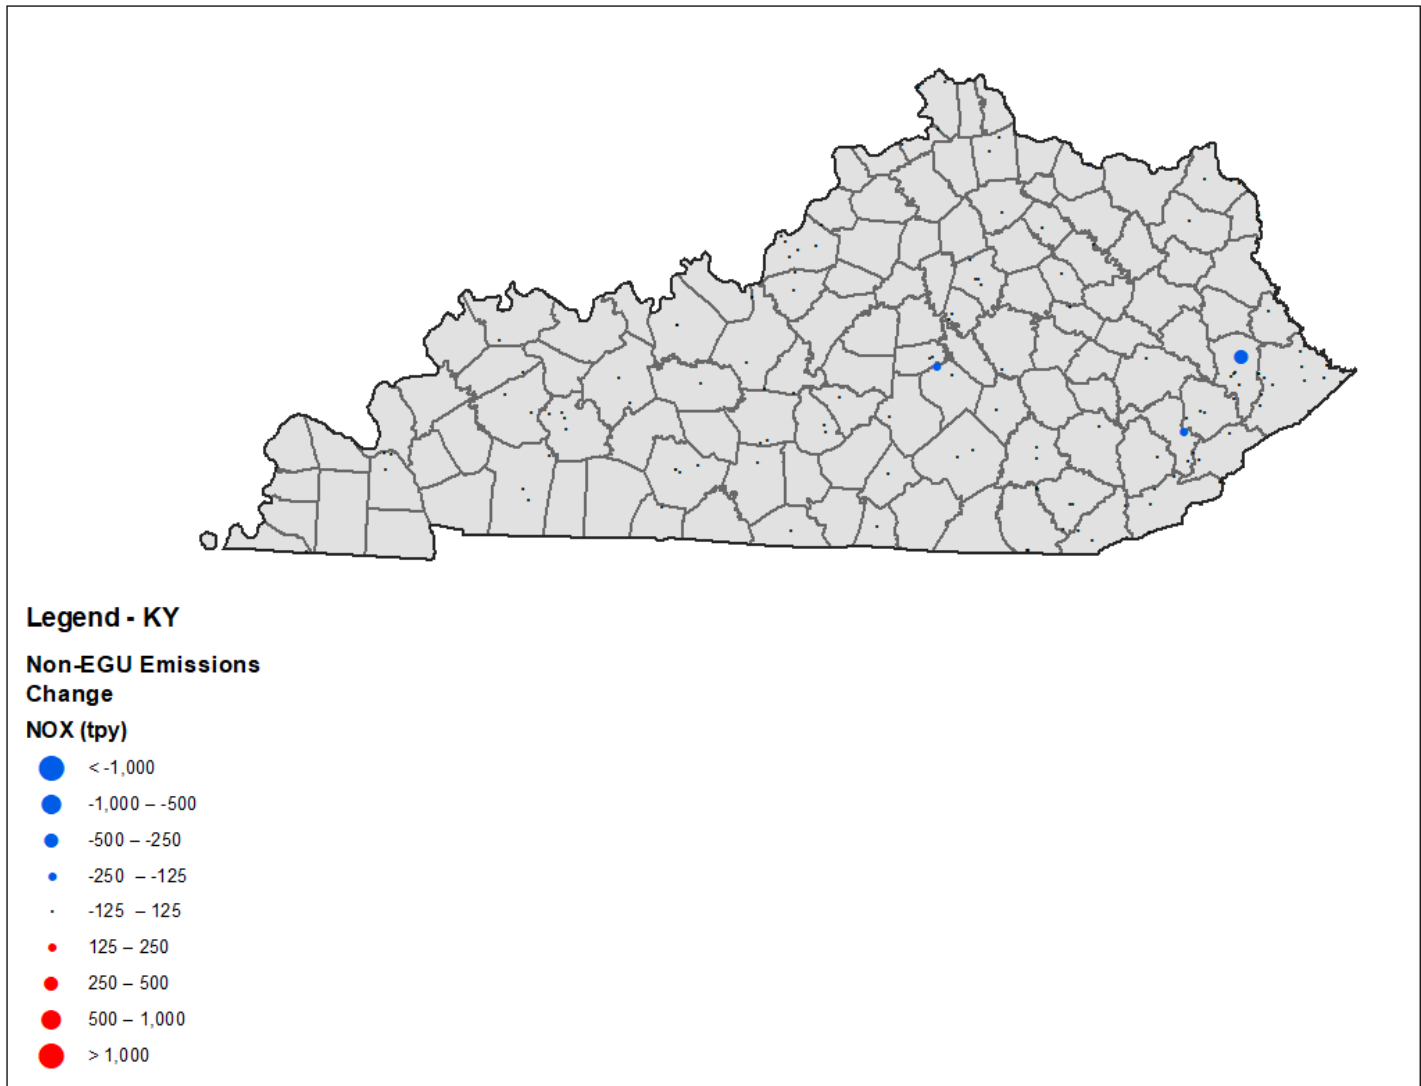 Legend - KY
Non-EGU Emissions
Change
NOX (tpy)
< -1,000
-1,000 – -500
-500 – -250
-250 – -125
-125 – 125
125 – 250
250 – 500
500 – 1,000
> 1,000